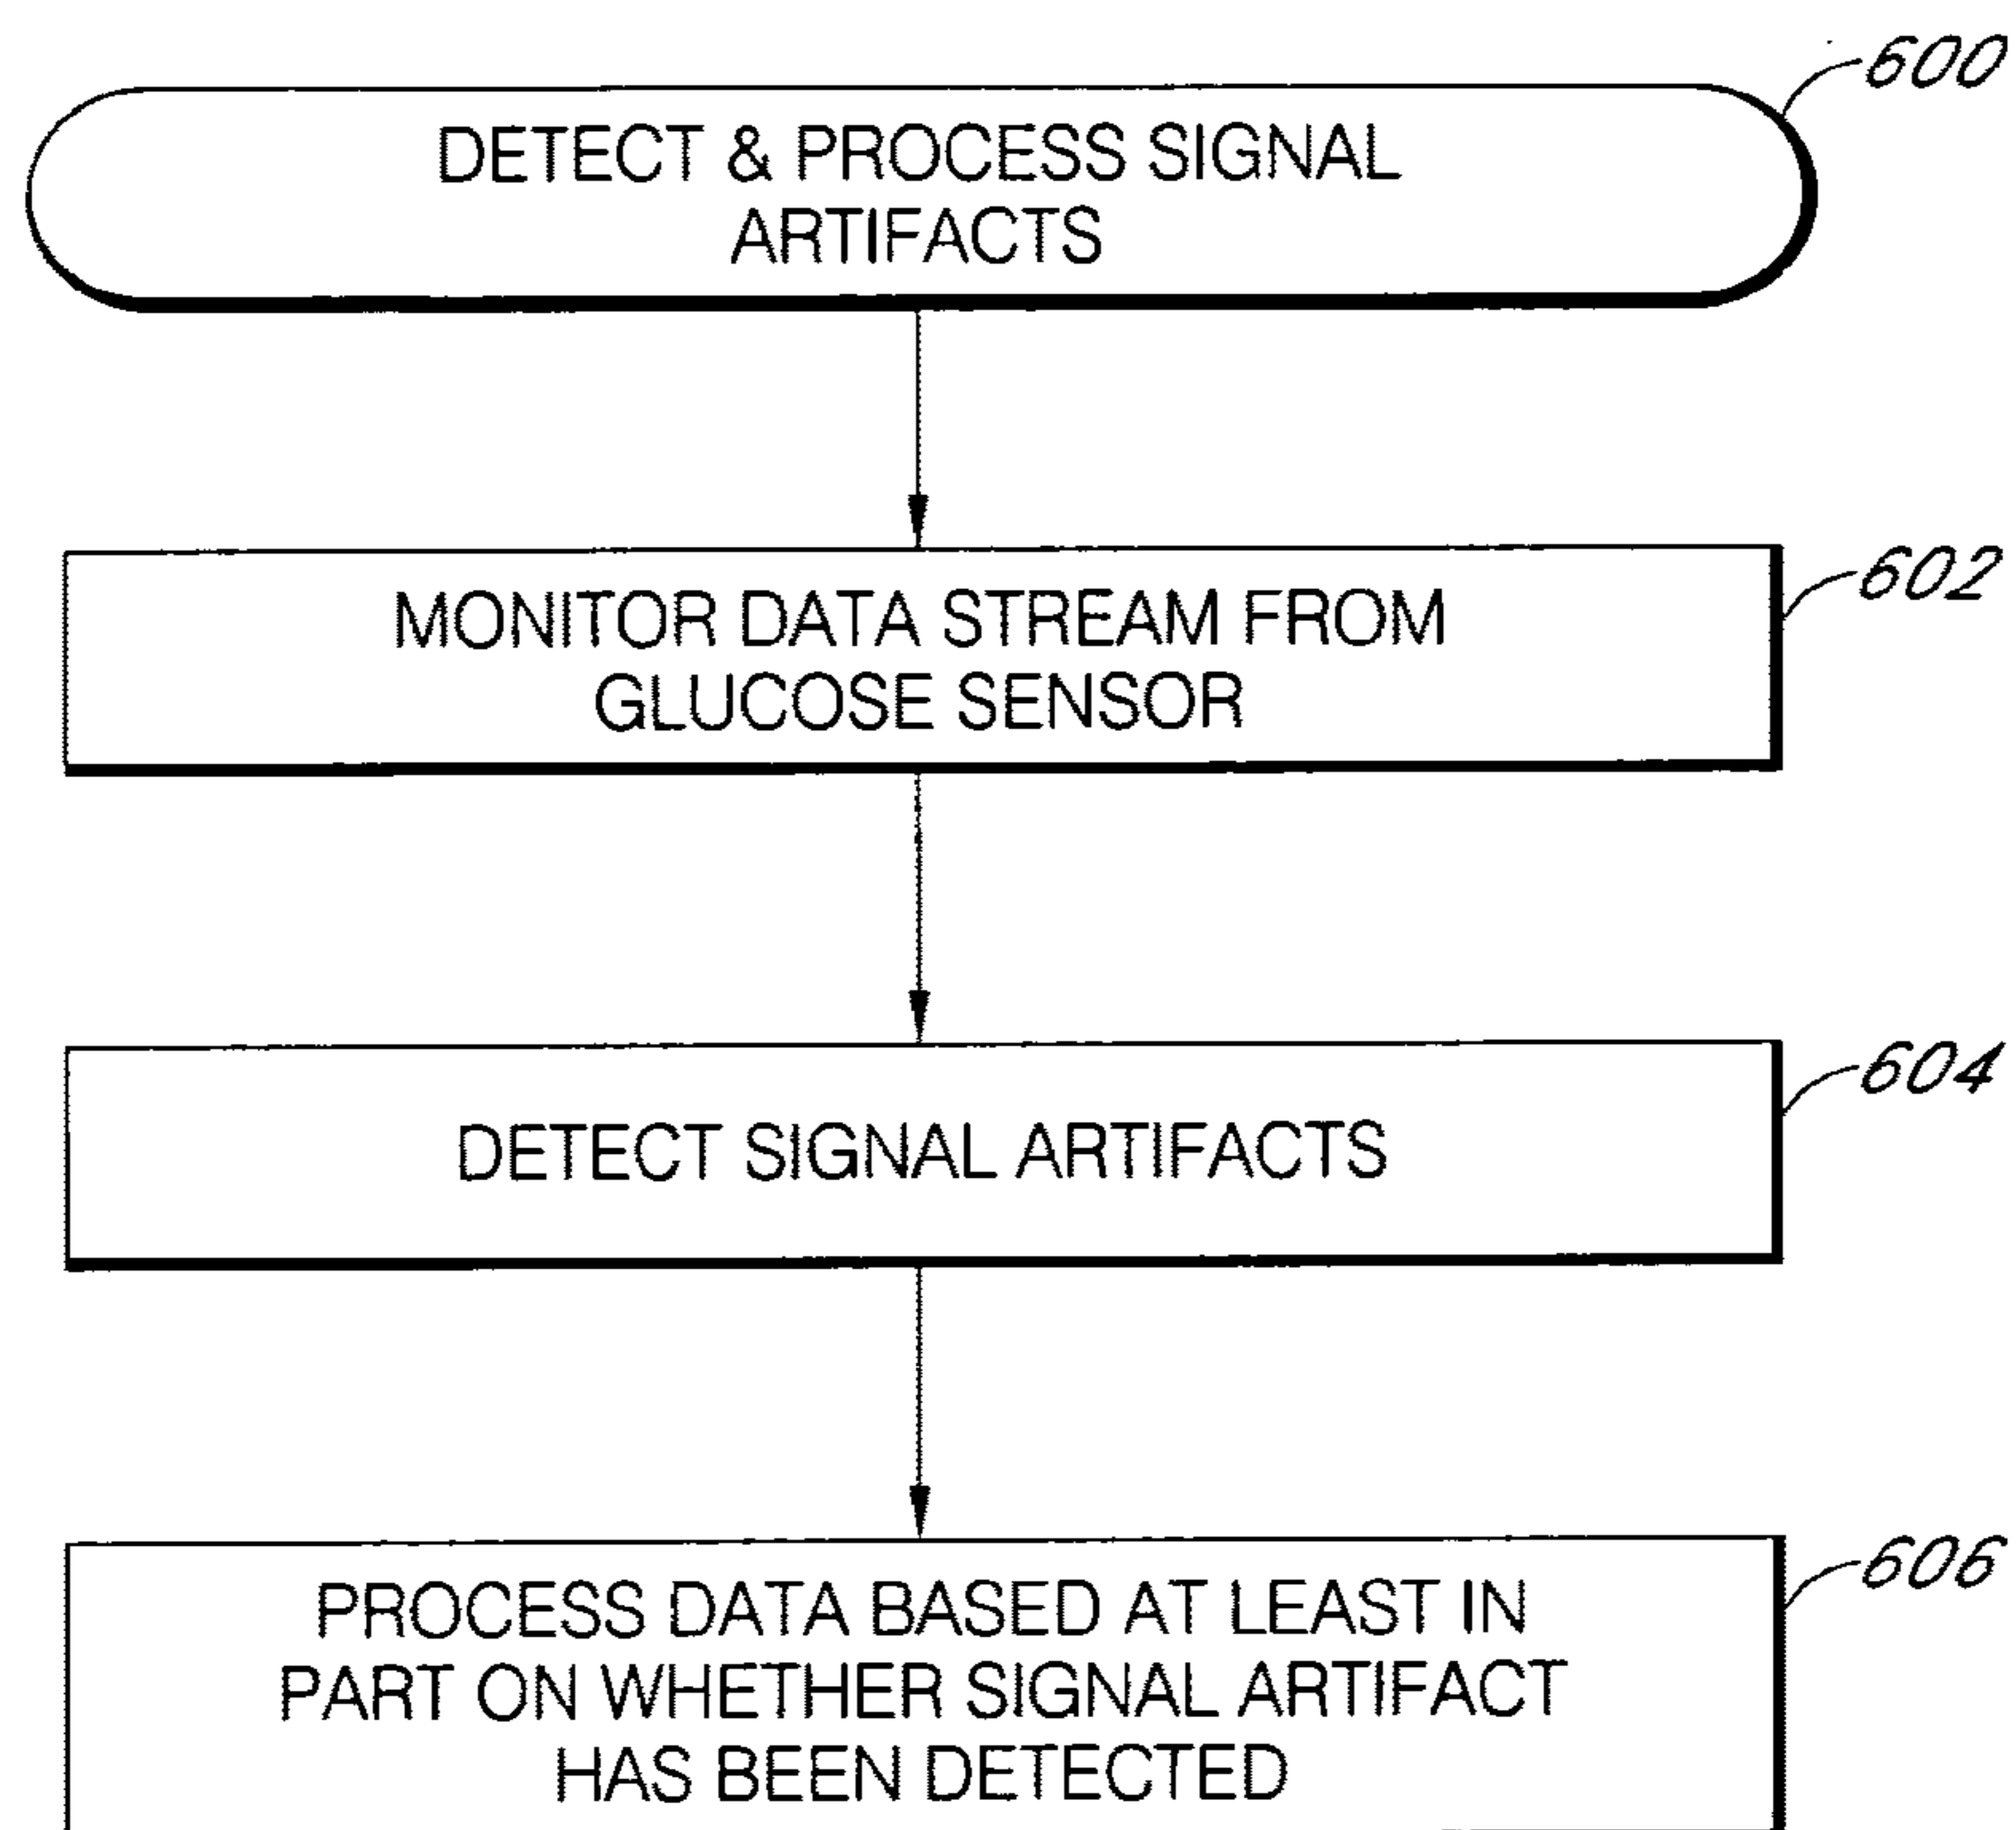 600
DETECT & PROCESS SIGNAL
ARTIFACTS
602
MONITOR DATA STREAM FROM
GLUCOSE SENSOR
604
DETECT SIGNAL ARTIFACTS
606
PROCESS DATA BASED AT LEAST IN
PART ON WHETHER SIGNAL ARTIFACT
HAS BEEN DETECTED